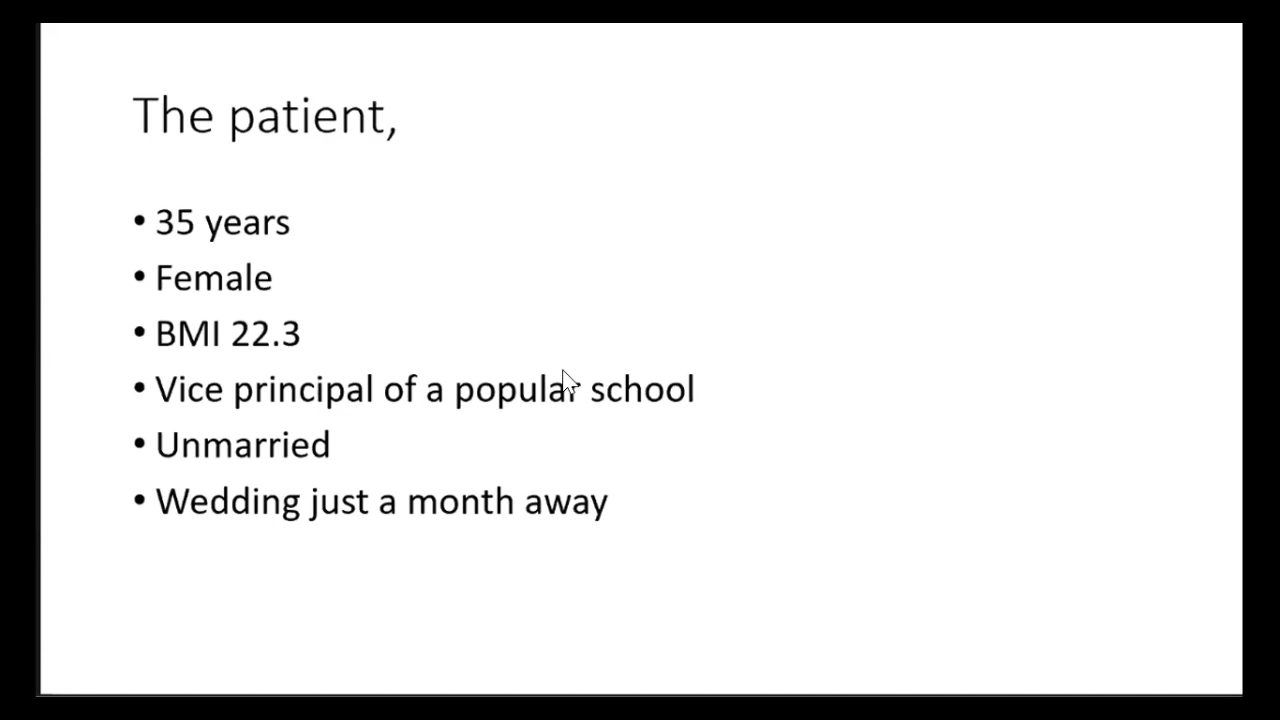 The patient,
• 35 years
• Female
• BMI 22.3
• Vice principal of a popular school
• Unmarried
• Wedding just a month away